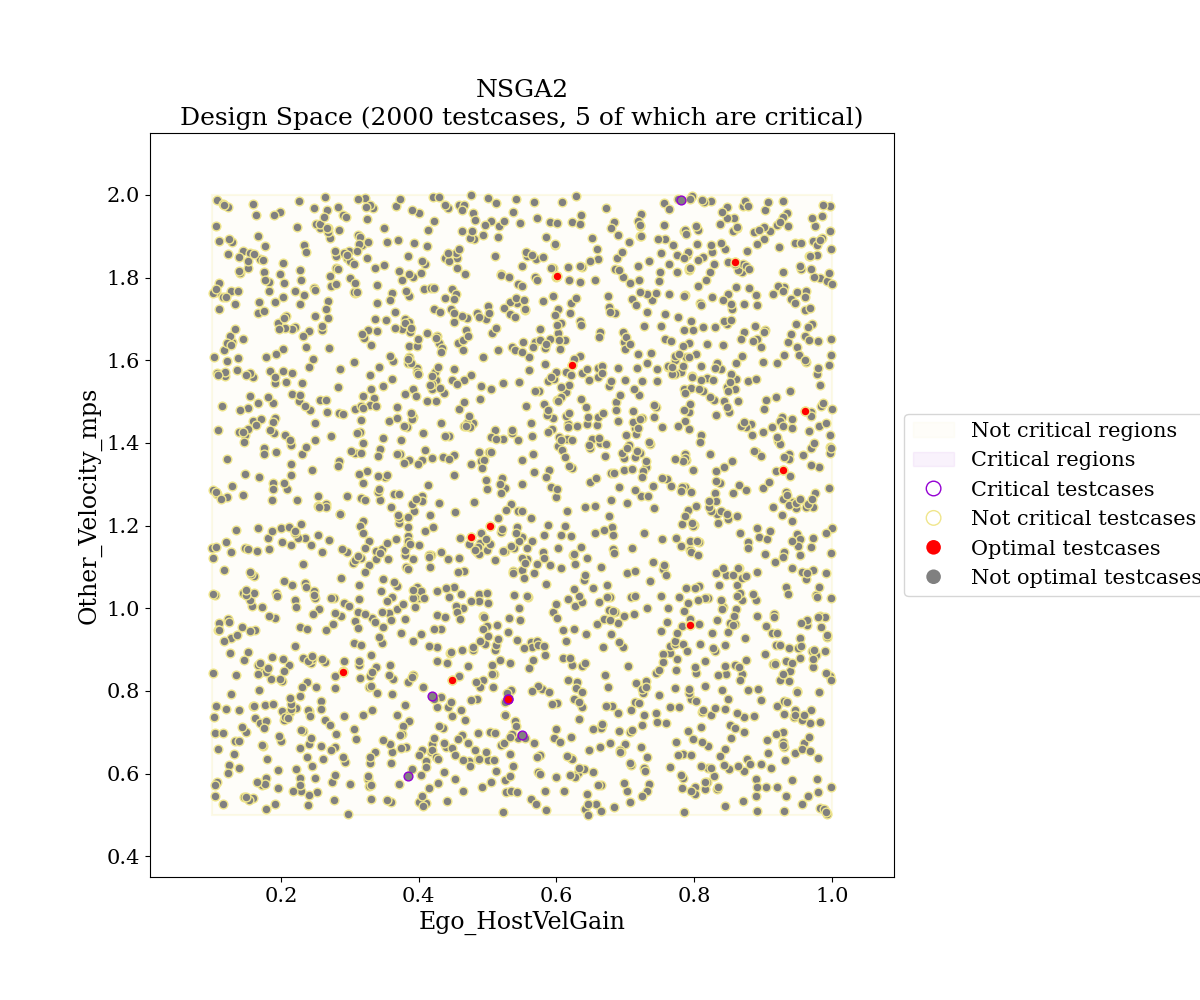 NSGA2
Design Space (2000 testcases, 5 of which are critical)
Other_Velocity_mps
2.0
1.8
1.6
1.4
1.2
1.0
0.8
0.6
0.4
0.2
0.4
0.6
0.8
1.0
Ego_HostVelGain
Not critical regions
Critical regions
Critical testcases
Not critical testcases
Optimal testcases
Not optimal testcases